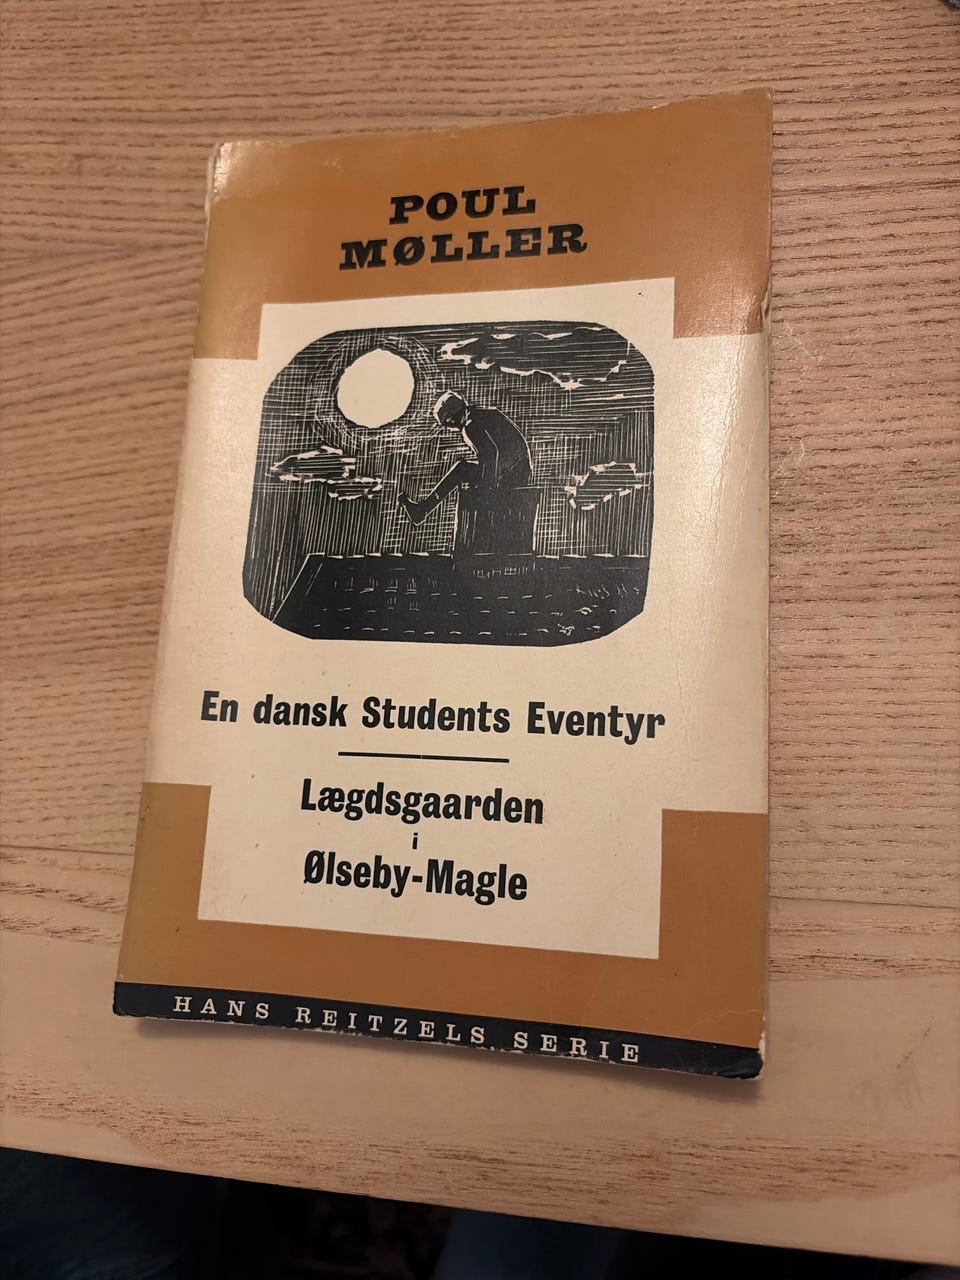 POUL
MØLLER
En dansk Students Eventyr
Lægdsgaarden
i
Ølseby-Magle
HANS REITZELS SERIE